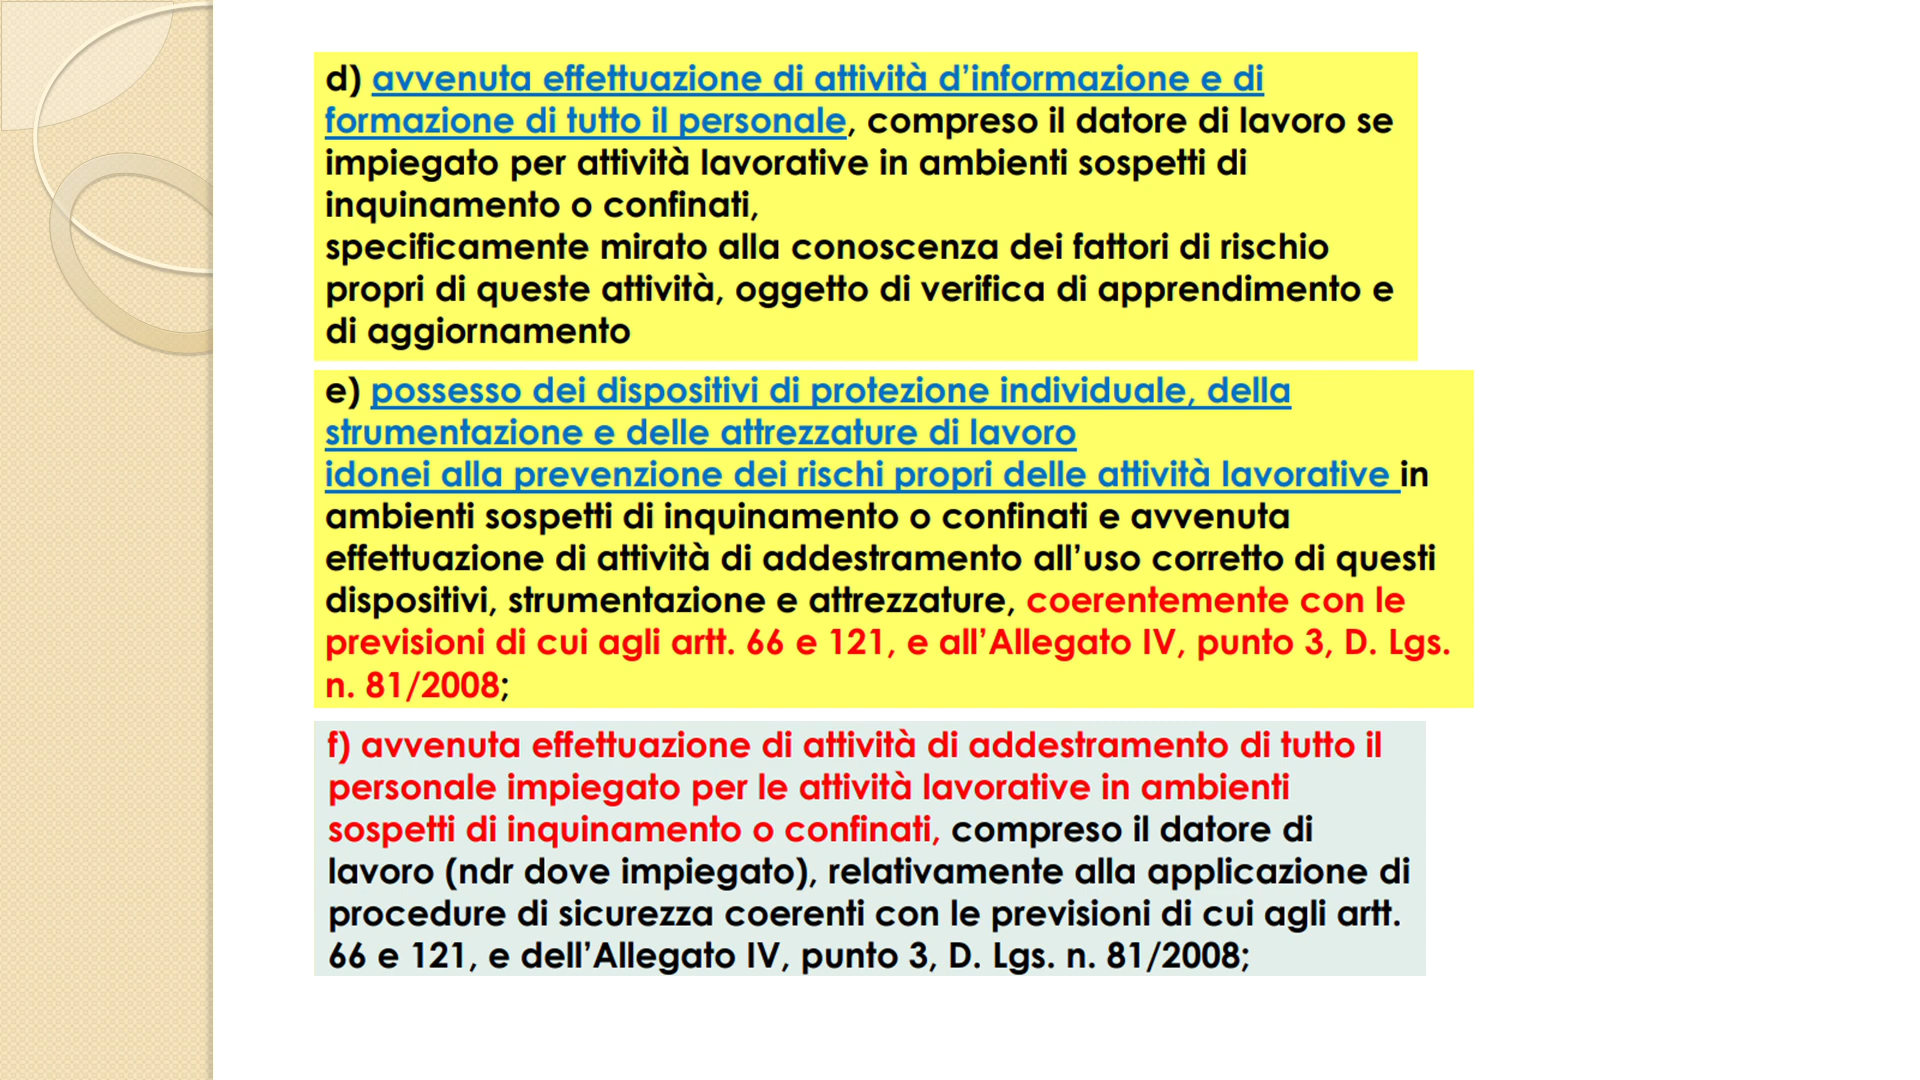 d) avvenuta effettuazione di attività d’informazione e di
formazione di tutto il personale, compreso il datore di lavoro se
impiegato per attività lavorative in ambienti sospetti di
inquinamento o confinati,
specificamente mirato alla conoscenza dei fattori di rischio
propri di queste attività, oggetto di verifica di apprendimento e
di aggiornamento
e) possesso dei dispositivi di protezione individuale, della
strumentazione e delle attrezzature di lavoro
idonei alla prevenzione dei rischi propri delle attività lavorative in
ambienti sospetti di inquinamento o confinati e avvenuta
effettuazione di attività di addestramento all’uso corretto di questi
dispositivi, strumentazione e attrezzature, coerentemente con le
previsioni di cui agli artt. 66 e 121, e all’Allegato IV, punto 3, D. Lgs.
n. 81/2008;
f) avvenuta effettuazione di attività di addestramento di tutto il
personale impiegato per le attività lavorative in ambienti
sospetti di inquinamento o confinati, compreso il datore di
lavoro (ndr dove impiegato), relativamente alla applicazione di
procedure di sicurezza coerenti con le previsioni di cui agli artt.
66 e 121, e dell’Allegato IV, punto 3, D. Lgs. n. 81/2008;